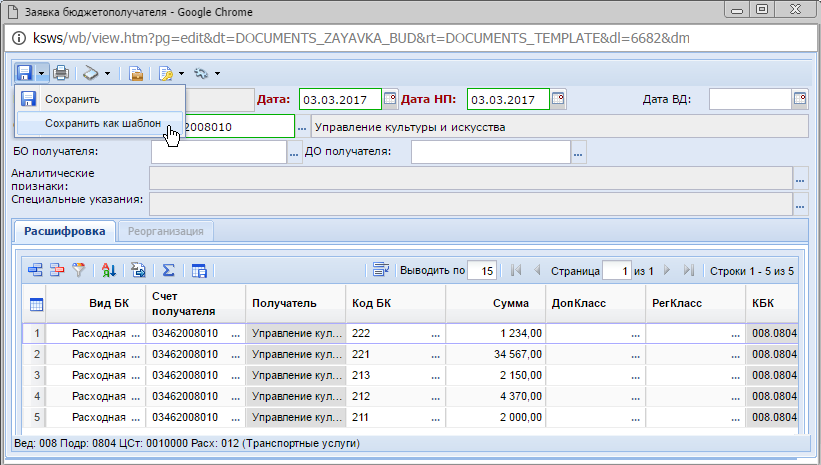 Заявка бюджетополучателя - Google Chrome
ksws/wb/view.htm?pg=edit&dt=DOCUMENTS_ZAYAVKA_BUD&rt=DOCUMENTS_TEMPLATE&dl=6682&dm
Дата: 03.03.2017 Дата НП: 03.03.2017 Дата ВД:
Сохранить
Сохранить как шаблон
2008010 ... Управление культуры и искусства
БО получателя: ... ДО получателя: ...
Аналитические признаки: ...
Специальные указания: ...
Расшифровка Реорганизация
Выводить по 15 Страница 1 из 1 Строки 1 - 5 из 5
Вид БК Счет получателя Получатель Код БК Сумма ДопКласс РегКласс КБК
1 Расходная ... 03462008010 ... Управление кул... 222 ... 1 234,00 ... ... 008.0804
2 Расходная ... 03462008010 ... Управление кул... 221 ... 34 567,00 ... ... 008.0804
3 Расходная ... 03462008010 ... Управление кул... 213 ... 2 150,00 ... ... 008.0804
4 Расходная ... 03462008010 ... Управление кул... 212 ... 4 370,00 ... ... 008.0804
5 Расходная ... 03462008010 ... Управление кул... 211 ... 2 000,00 ... ... 008.0804
Вед: 008 Подр: 0804 ЦСт: 0010000 Расх: 012 (Транспортные услуги)